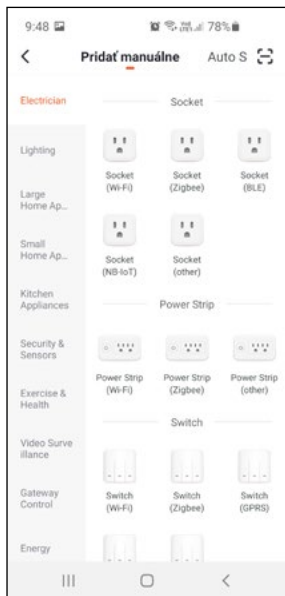 9:48 78%
Pridať manuálne Auto S
Electrician
Lighting
Large
Home Ap...
Small
Home Ap...
Kitchen
Appliances
Security &
Sensors
Exercise &
Health
Video Surve
illance
Gateway
Control
Energy
Socket
Socket
(Wi-Fi)
Socket
(Zigbee)
Socket
(BLE)
Socket
(NB-IoT)
Socket
(other)
Power Strip
Power Strip
(Wi-Fi)
Power Strip
(Zigbee)
Power Strip
(other)
Switch
Switch
(Wi-Fi)
Switch
(Zigbee)
Switch
(GPRS)